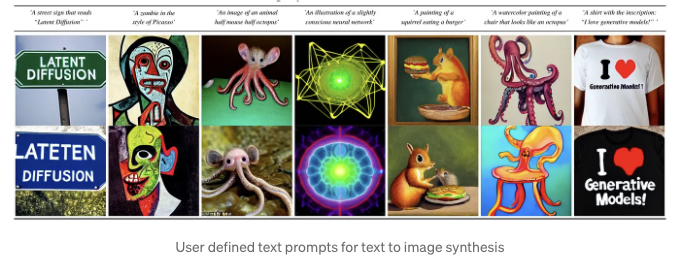 'A street sign that reads
"Latent Diffusion" '
'A zombie in the
style of Picasso'
'An image of an animal
half mouse half octopus'
'An illustration of a slightly
conscious neural network'
'A painting of a
squirrel eating a burger'
'A watercolor painting of a
chair that looks like an octopus'
'A shirt with the inscription:
"I love generative models!" '
LATENT
DIFFUSION
I
Generative Models!
LATETEN
DIFFUSION
I
Generative
Models!
User defined text prompts for text to image synthesis